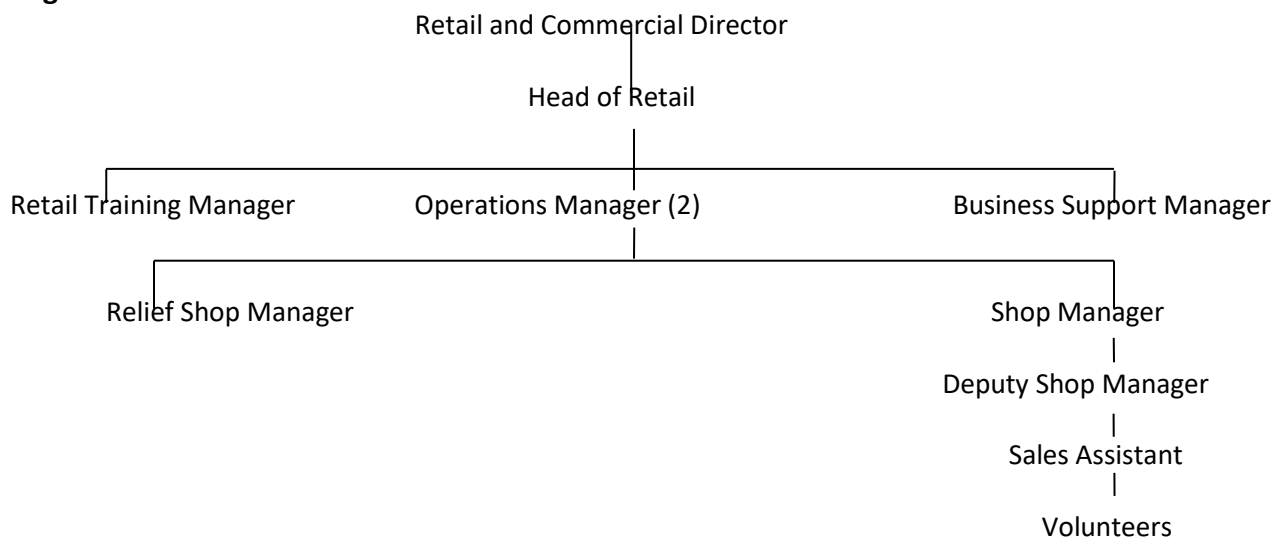 Retail and Commercial Director
Head of Retail
Retail Training Manager Operations Manager (2) Business Support Manager
Relief Shop Manager Shop Manager
Deputy Shop Manager
Sales Assistant
Volunteers